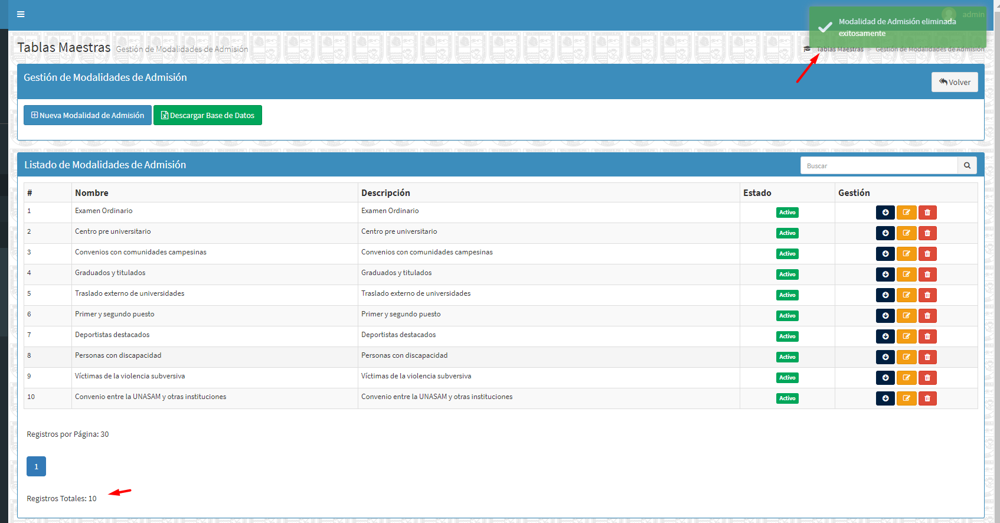 admin
Modalidad de Admisión eliminada
exitosamente
Tablas Maestras Gestión de Modalidades de Admisión
Tablas Maestras Gestión de Modalidades de Admisión
Gestión de Modalidades de Admisión
Volver
Nueva Modalidad de Admisión Descargar Base de Datos
Listado de Modalidades de Admisión Buscar
# Nombre Descripción Estado Gestión
1 Examen Ordinario Examen Ordinario Activo
2 Centro pre universitario Centro pre universitario Activo
3 Convenios con comunidades campesinas Convenios con comunidades campesinas Activo
4 Graduados y titulados Graduados y titulados Activo
5 Traslado externo de universidades Traslado externo de universidades Activo
6 Primer y segundo puesto Primer y segundo puesto Activo
7 Deportistas destacados Deportistas destacados Activo
8 Personas con discapacidad Personas con discapacidad Activo
9 Víctimas de la violencia subversiva Víctimas de la violencia subversiva Activo
10 Convenio entre la UNASAM y otras instituciones Convenio entre la UNASAM y otras instituciones Activo
Registros por Página: 30
1
Registros Totales: 10